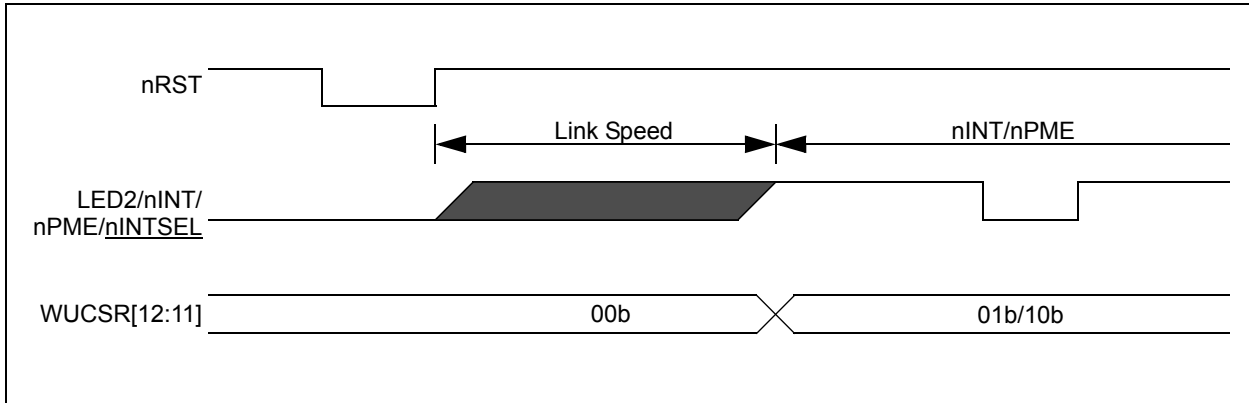 nRST
Link Speed
nINT/nPME
LED2/nINT/
nPME/nINTSEL
WUCSR[12:11]
00b
01b/10b